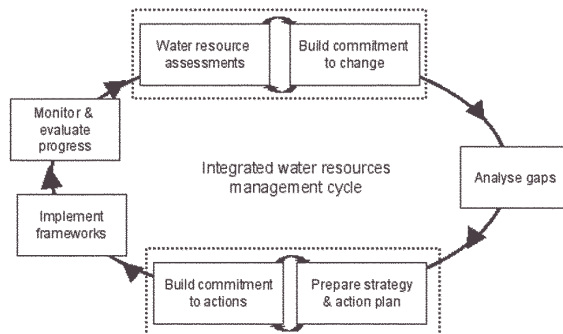 Water resource
assessments
Build commitment
to change
Monitor &
evaluate
progress
Integrated water resources
management cycle
Analyse gaps
Implement
frameworks
Build commitment
to actions
Prepare strategy
& action plan